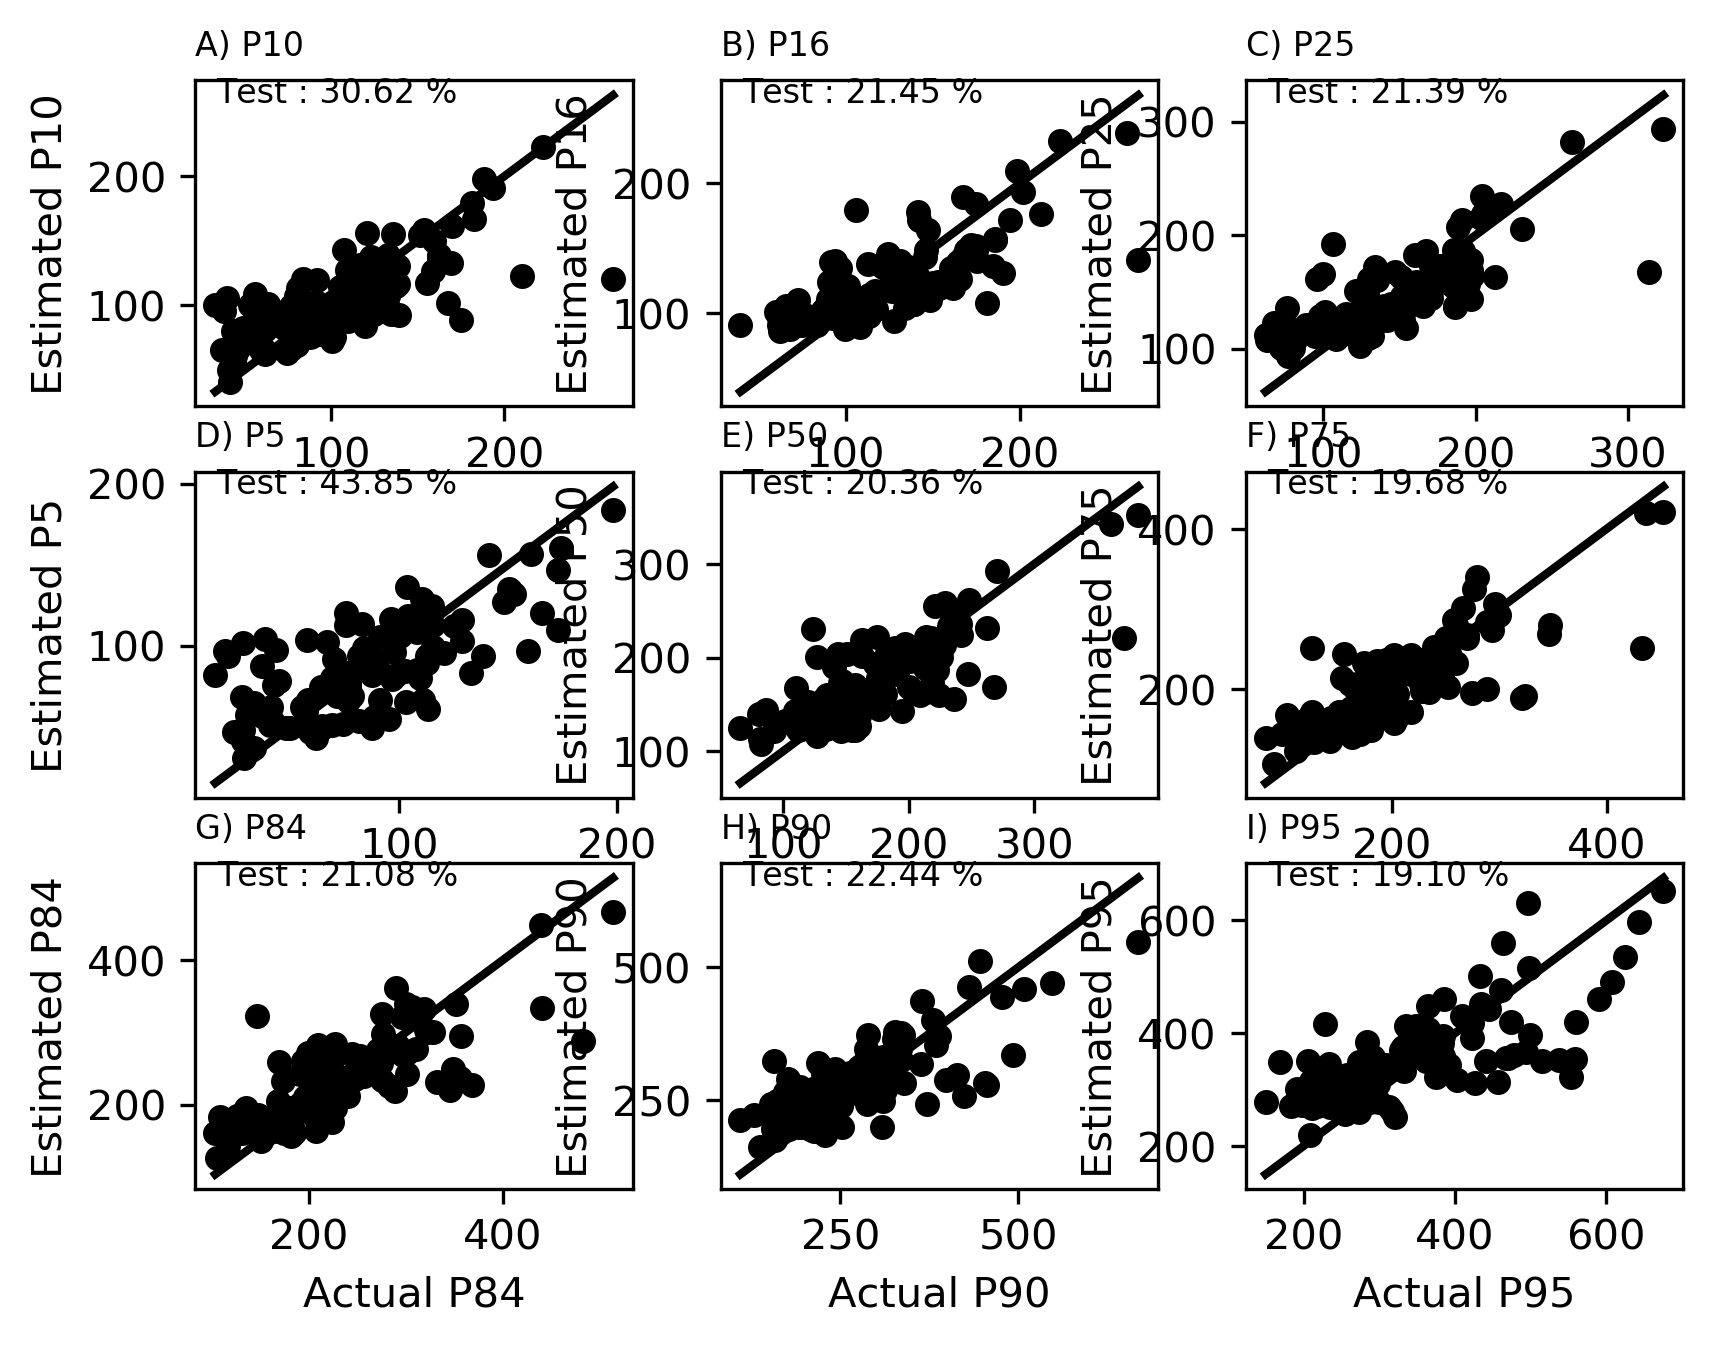 A) P10
Test : 30.62 %
Estimated P10
200
100
100 200
B) P16
Test : 21.45 %
Estimated P16
200
100
100 200
C) P25
Test : 21.39 %
Estimated P25
300
200
100
100 200 300
D) P5
Test : 43.85 %
Estimated P5
200
100
100 200
E) P50
Test : 20.36 %
Estimated P50
300
200
100
100 200 300
F) P75
Test : 19.68 %
Estimated P75
400
200
200 400
G) P84
Test : 21.08 %
Estimated P84
400
200
200 400
Actual P84
H) P90
Test : 22.44 %
Estimated P90
500
250
250 500
Actual P90
I) P95
Test : 19.10 %
Estimated P95
600
400
200
200 400 600
Actual P95